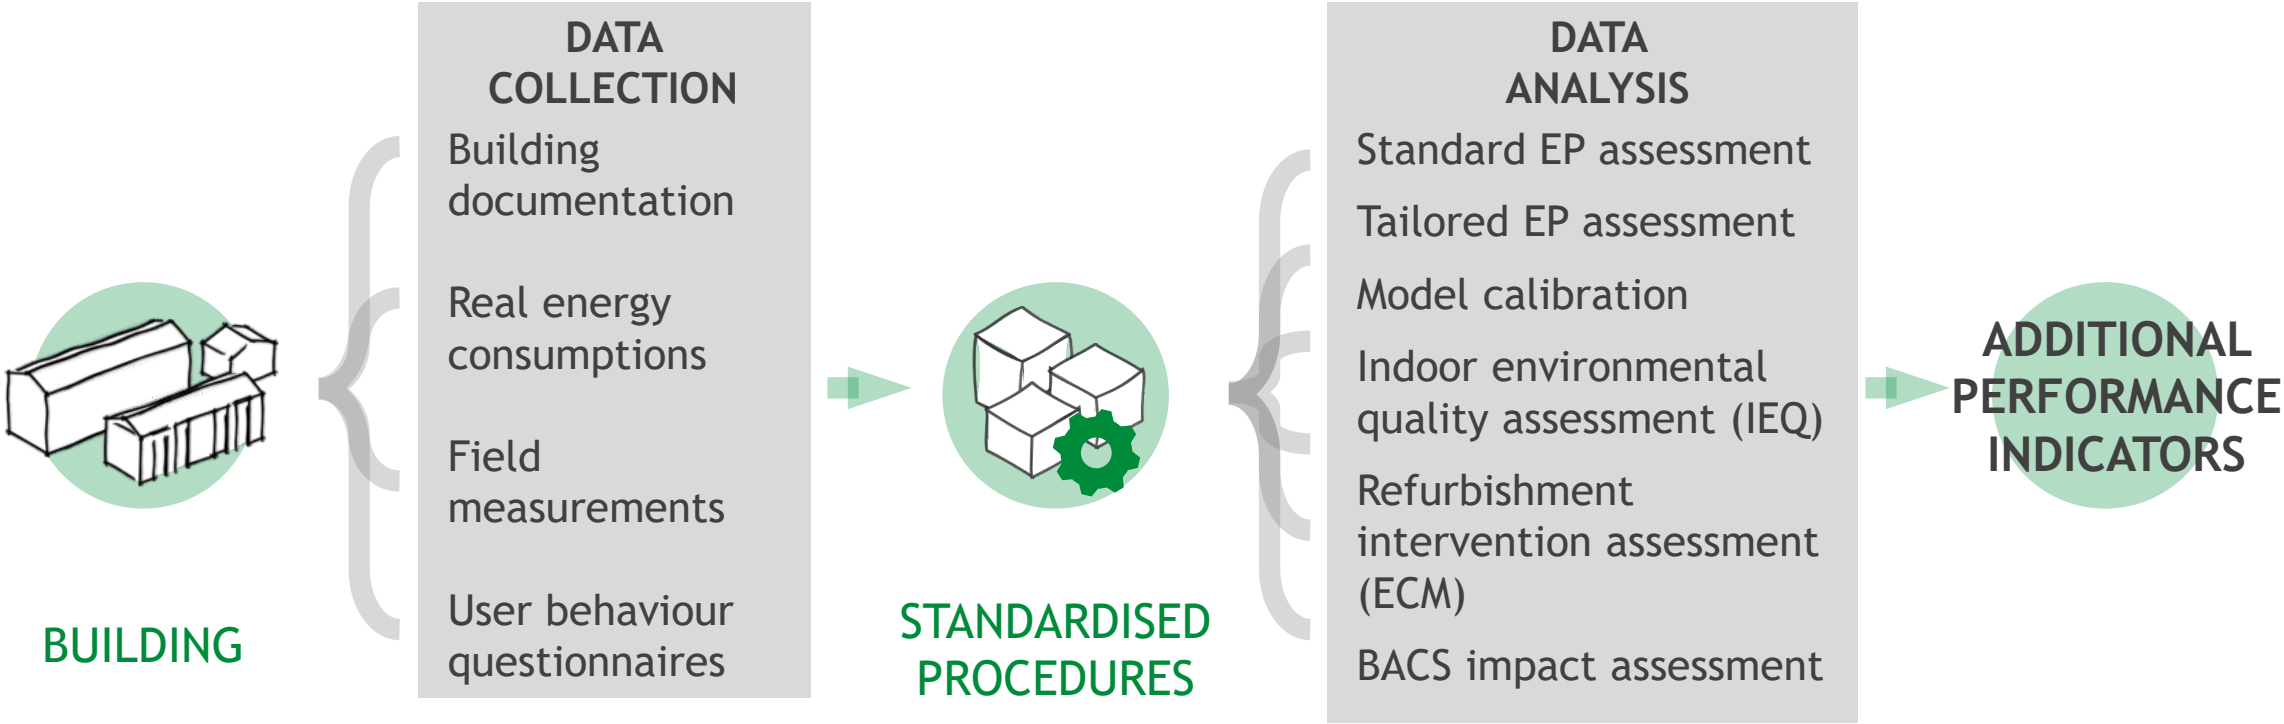 BUILDING
DATA
COLLECTION
Building
documentation
Real energy
consumptions
Field
measurements
User behaviour
questionnaires
STANDARDISED
PROCEDURES
DATA
ANALYSIS
Standard EP assessment
Tailored EP assessment
Model calibration
Indoor environmental
quality assessment (IEQ)
Refurbishment
intervention assessment
(ECM)
BACS impact assessment
ADDITIONAL
PERFORMANCE
INDICATORS